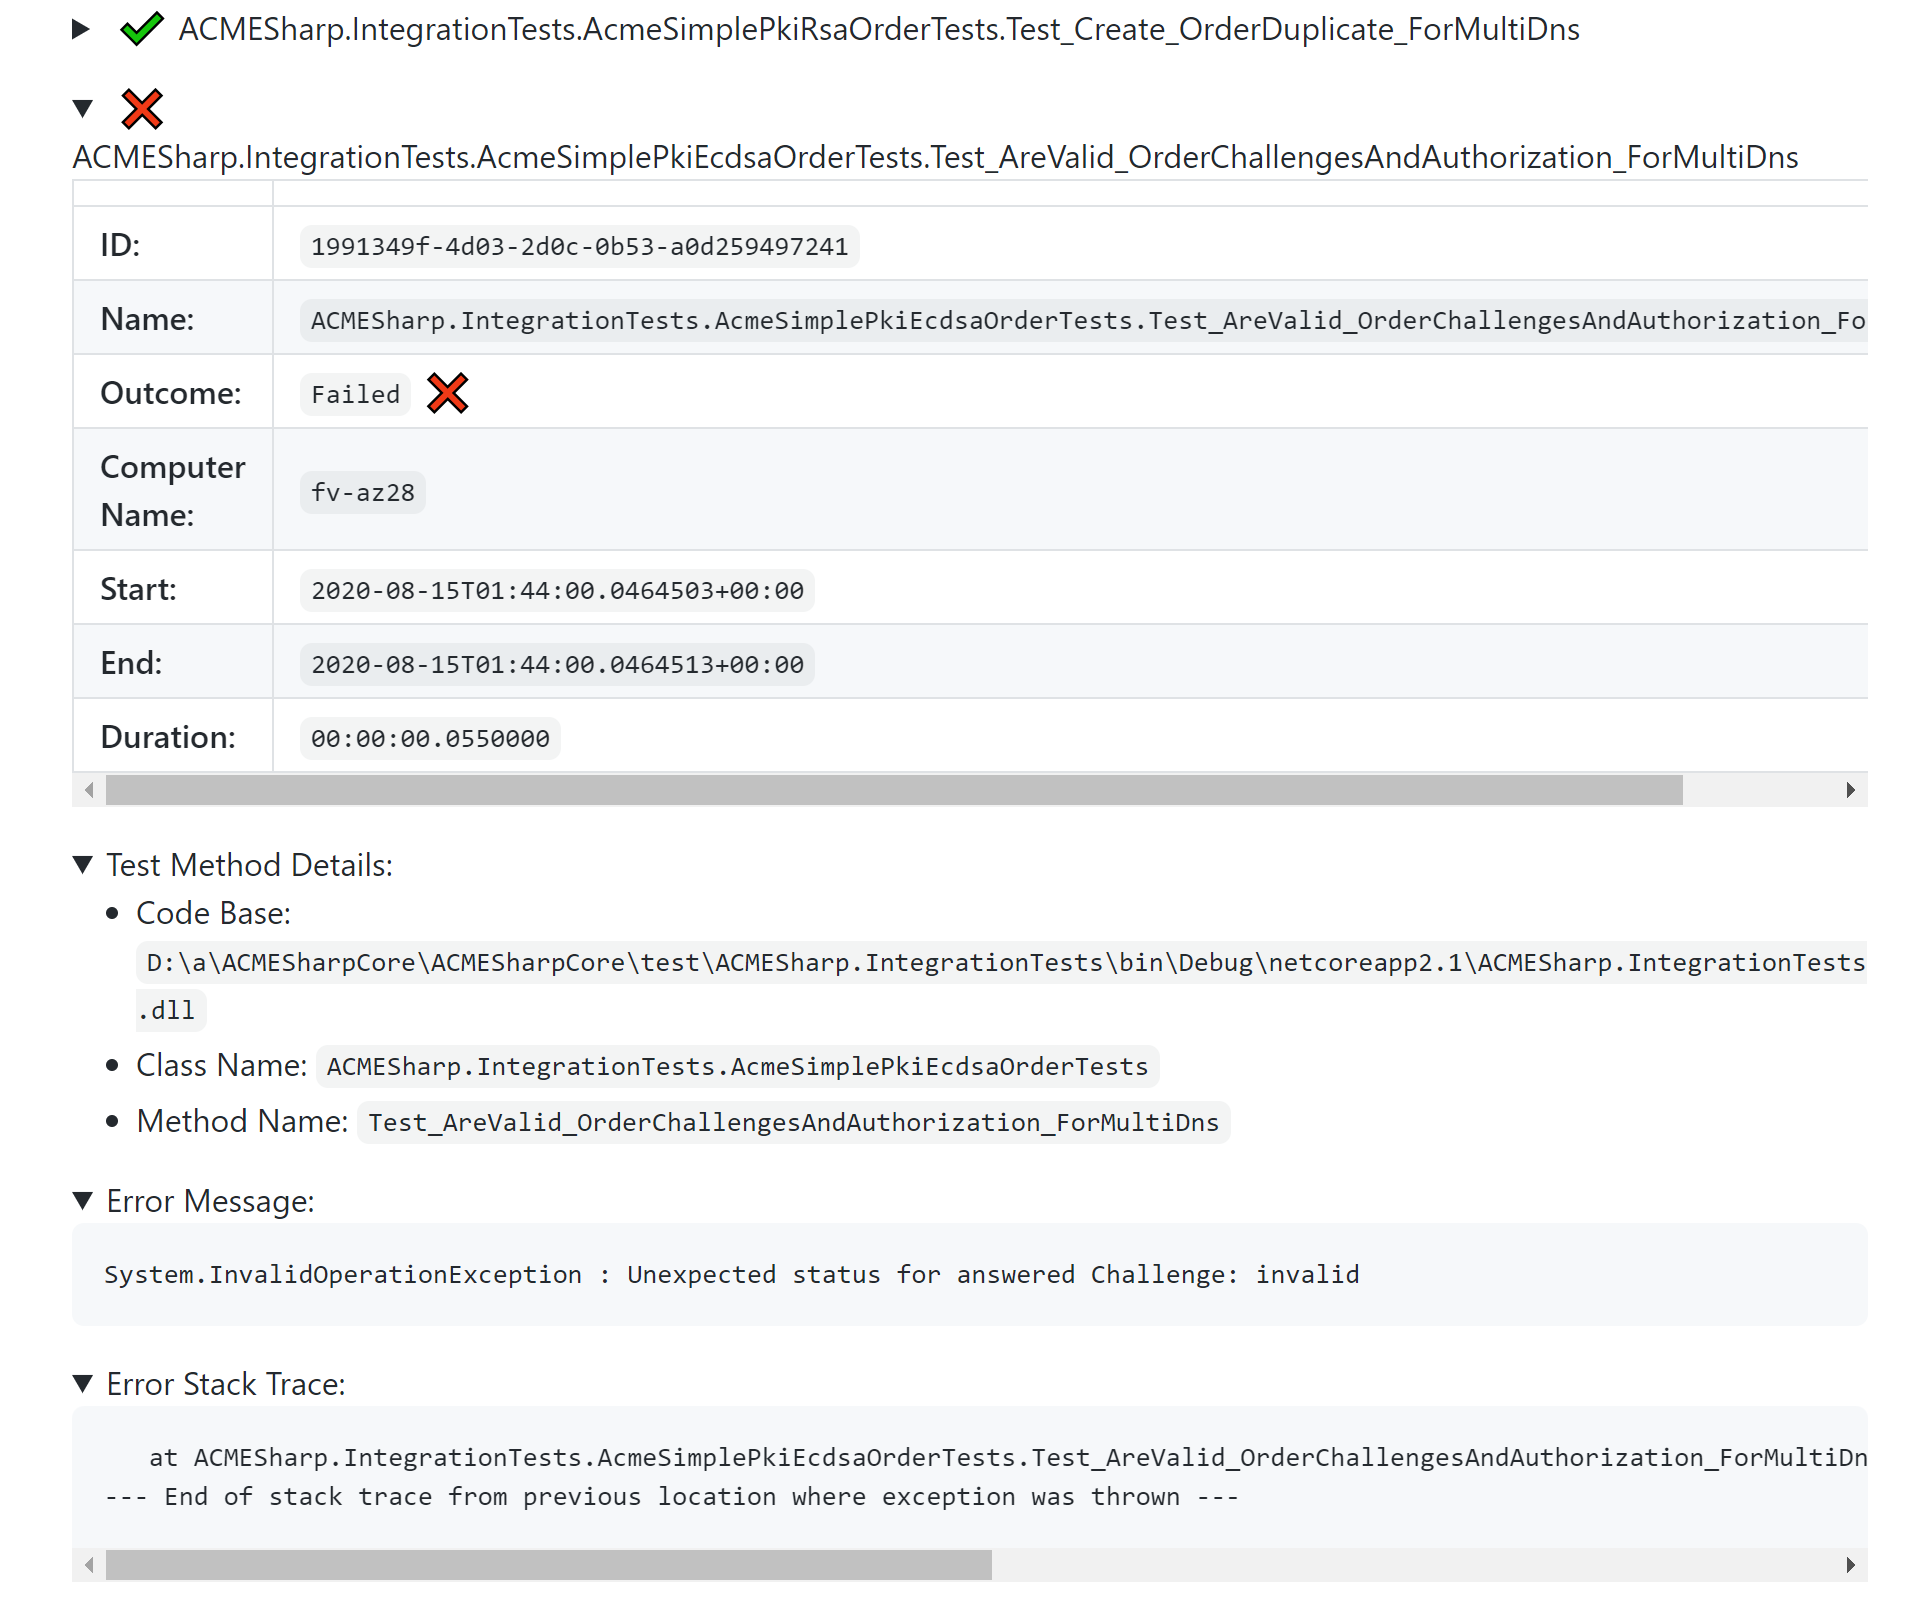 ACMESharp.IntegrationTests.AcmeSimplePkiRsaOrderTests.Test_Create_OrderDuplicate_ForMultiDns
ACMESharp.IntegrationTests.AcmeSimplePkiEcdsaOrderTests.Test_AreValid_OrderChallengesAndAuthorization_ForMultiDns
ID: 1991349f-4d03-2d0c-0b53-a0d259497241
Name: ACMESharp.IntegrationTests.AcmeSimplePkiEcdsaOrderTests.Test_AreValid_OrderChallengesAndAuthorization_Fo
Outcome: Failed
Computer
Name: fv-az28
Start: 2020-08-15T01:44:00.0464503+00:00
End: 2020-08-15T01:44:00.0464513+00:00
Duration: 00:00:00.0550000
Test Method Details:
Code Base:
D:\a\ACMESharpCore\ACMESharpCore\test\ACMESharp.IntegrationTests\bin\Debug\netcoreapp2.1\ACMESharp.IntegrationTests
.dll
Class Name: ACMESharp.IntegrationTests.AcmeSimplePkiEcdsaOrderTests
Method Name: Test_AreValid_OrderChallengesAndAuthorization_ForMultiDns
Error Message:
System.InvalidOperationException : Unexpected status for answered Challenge: invalid
Error Stack Trace:
at ACMESharp.IntegrationTests.AcmeSimplePkiEcdsaOrderTests.Test_AreValid_OrderChallengesAndAuthorization_ForMultiDn
--- End of stack trace from previous location where exception was thrown ---